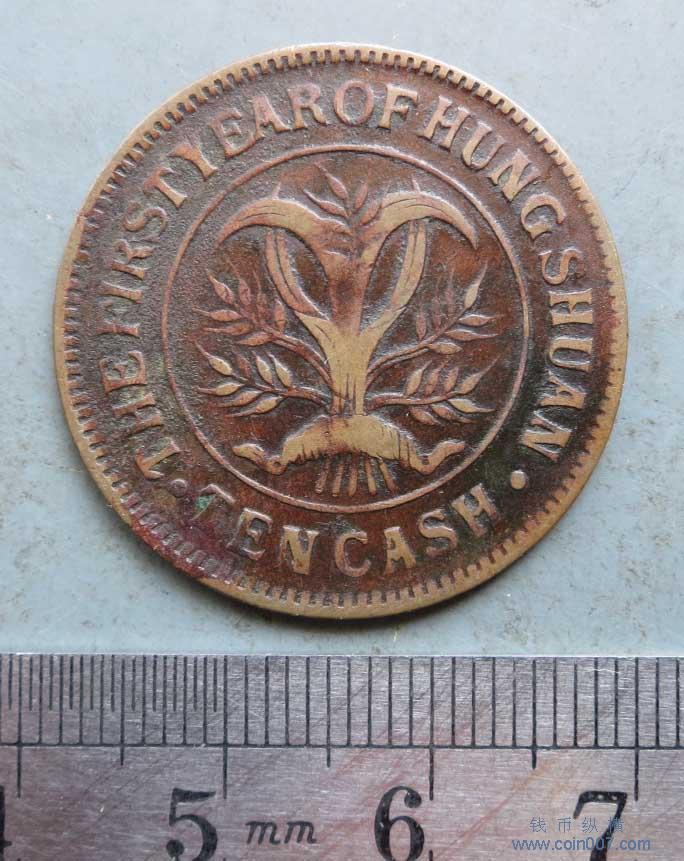 THE FIRST YEAR OF HUNG SHUAN
· TEN CASH ·
4 5 mm 6 7
钱币纵横
www.coin007.com